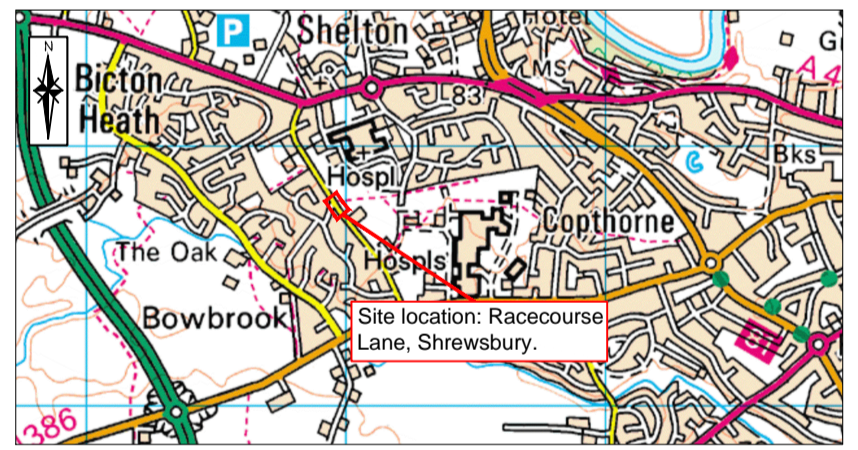 Hotel
P
Shelton
MS
A 4
Bicton
Heath
83
Hospl
Bks
Copthorne
The Oak
Hospls
Bowbrook
Site location: Racecourse
Lane, Shrewsbury.
386
N